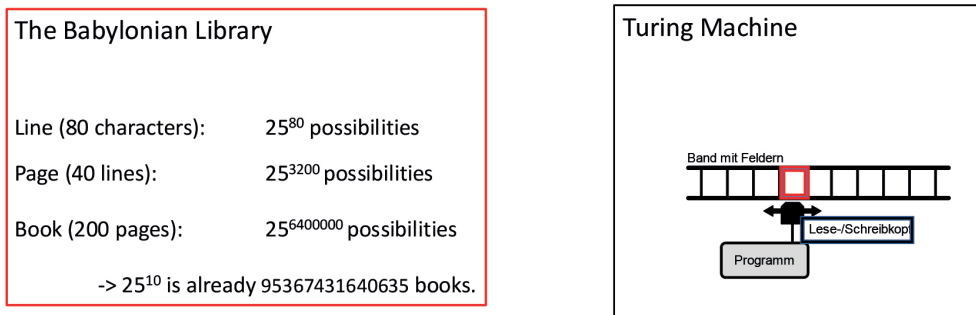 The Babylonian Library
Line (80 characters): 25⁸⁰ possibilities
Page (40 lines): 25³²⁰⁰ possibilities
Book (200 pages): 25⁶⁴⁰⁰⁰⁰⁰ possibilities
-> 25¹⁰ is already 95367431640635 books.
Turing Machine
Band mit Feldern
Lese-/Schreibkopf
Programm